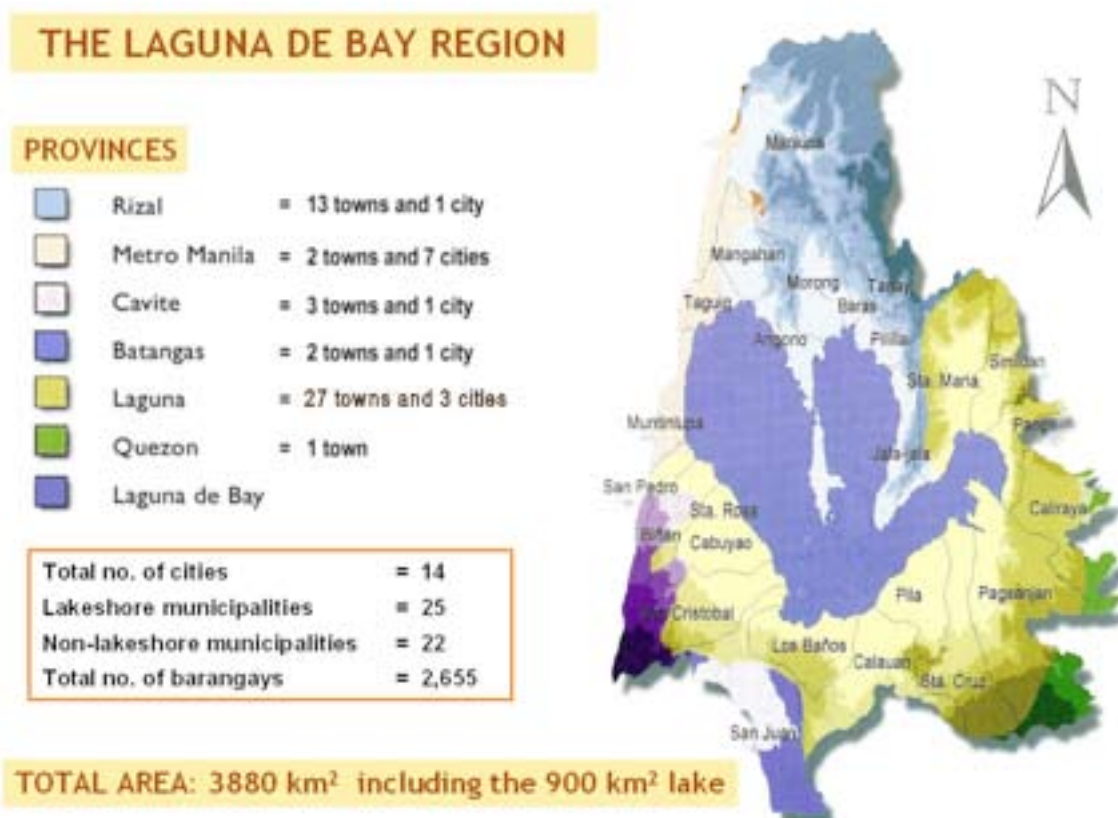 THE LAGUNA DE BAY REGION
PROVINCES
Rizal = 13 towns and 1 city
Metro Manila = 2 towns and 7 cities
Cavite = 3 towns and 1 city
Batangas = 2 towns and 1 city
Laguna = 27 towns and 3 cities
Quezon = 1 town
Laguna de Bay
Total no. of cities = 14
Lakeshore municipalities = 25
Non-lakeshore municipalities = 22
Total no. of barangays = 2,655
TOTAL AREA: 3880 km² including the 900 km² lake
N
Marikina
Mangahan
Morong
Tanay
Baras
Taguig
Angono
Pililla
Siniloan
Sta. Maria
Muntinlupa
Pangsun
Jala-jala
San Pedro
Sta. Rosa
Caliraya
Biñan
Cabuyao
Pila
Pagsanjan
Cristobal
Los Baños
Calauan
Sta. Cruz
San Juan